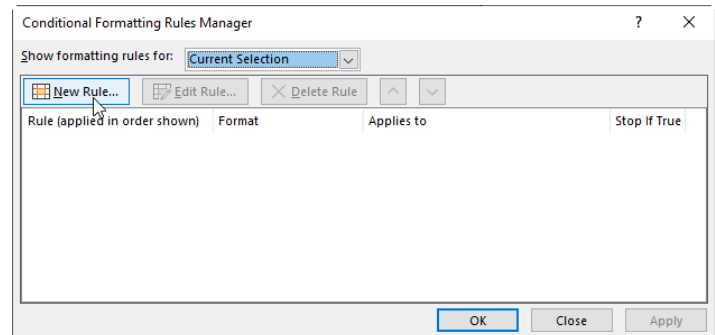 Conditional Formatting Rules Manager ?
Show formatting rules for: Current Selection
New Rule... Edit Rule... Delete Rule
Rule (applied in order shown) Format Applies to Stop If True
OK Close Apply